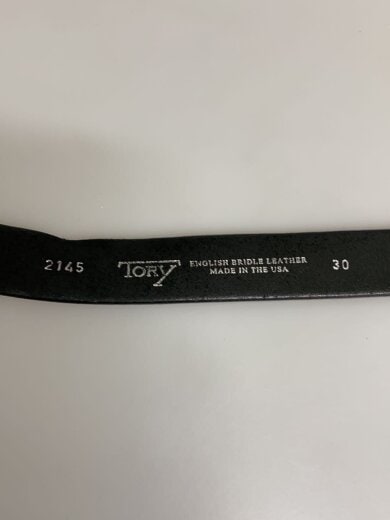 2145 TORY ENGLISH BRIDLE LEATHER 30
MADE IN THE USA